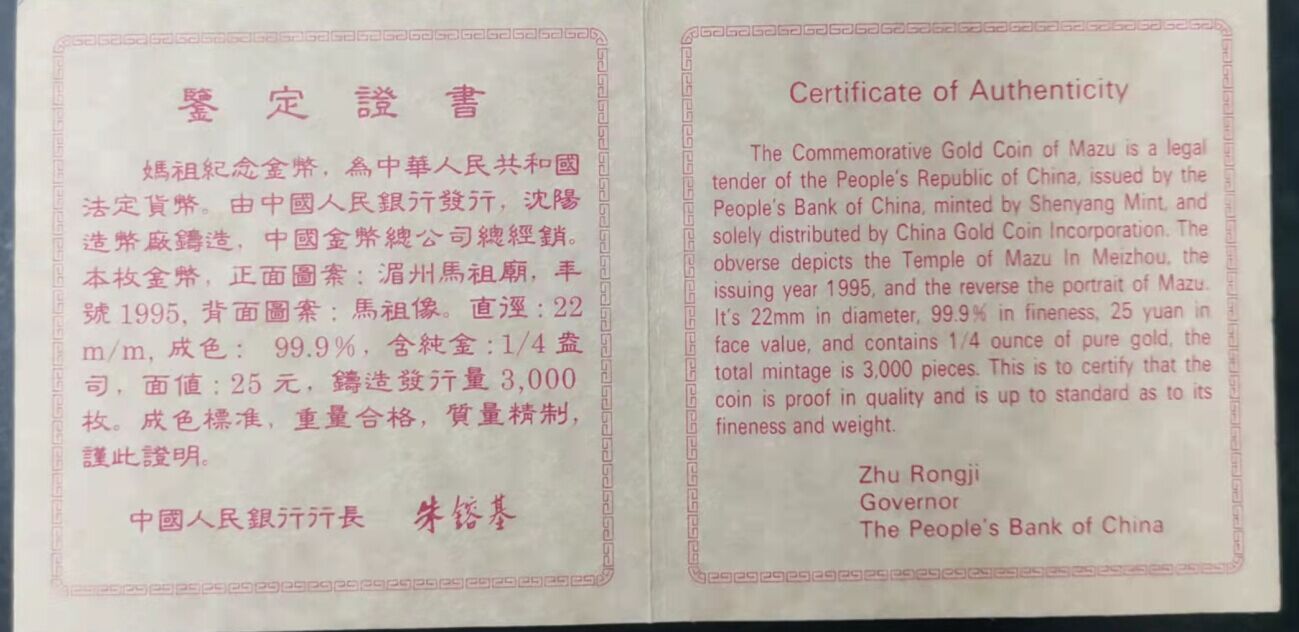 鑒定證書
媽祖紀念金幣，為中華人民共和國
法定貨幣。由中國人民銀行發行，沈陽
造幣廠鑄造，中國金幣總公司總經銷。
本枚金幣，正面圖案：湄州馬祖廟，年
號1995，背面圖案：馬祖像。直徑：22
m/m，成色： 99.9%，含純金：1/4盎
司，面值：25元，鑄造發行量3,000
枚。成色標准，重量合格，質量精制，
謹此證明。
中國人民銀行行長 朱鎔基
Certificate of Authenticity
The Commemorative Gold Coin of Mazu is a legal
tender of the People's Republic of China, issued by the
People's Bank of China, minted by Shenyang Mint, and
solely distributed by China Gold Coin Incorporation. The
obverse depicts the Temple of Mazu In Meizhou, the
issuing year 1995, and the reverse the portrait of Mazu.
It's 22mm in diameter, 99.9% in fineness, 25 yuan in
face value, and contains 1/4 ounce of pure gold, the
total mintage is 3,000 pieces. This is to certify that the
coin is proof in quality and is up to standard as to its
fineness and weight.
Zhu Rongji
Governor
The People's Bank of China